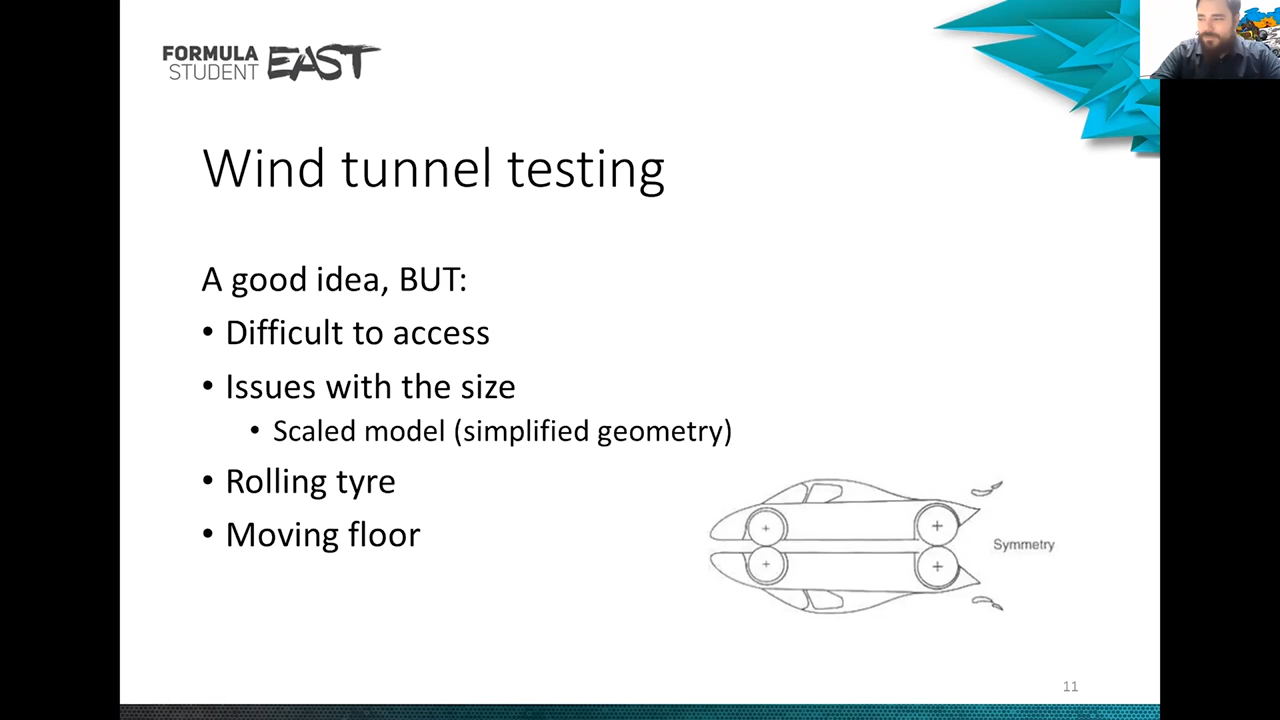 FORMULA
STUDENT EAST
Wind tunnel testing
A good idea, BUT:
• Difficult to access
• Issues with the size
• Scaled model (simplified geometry)
• Rolling tyre
• Moving floor
Symmetry
11